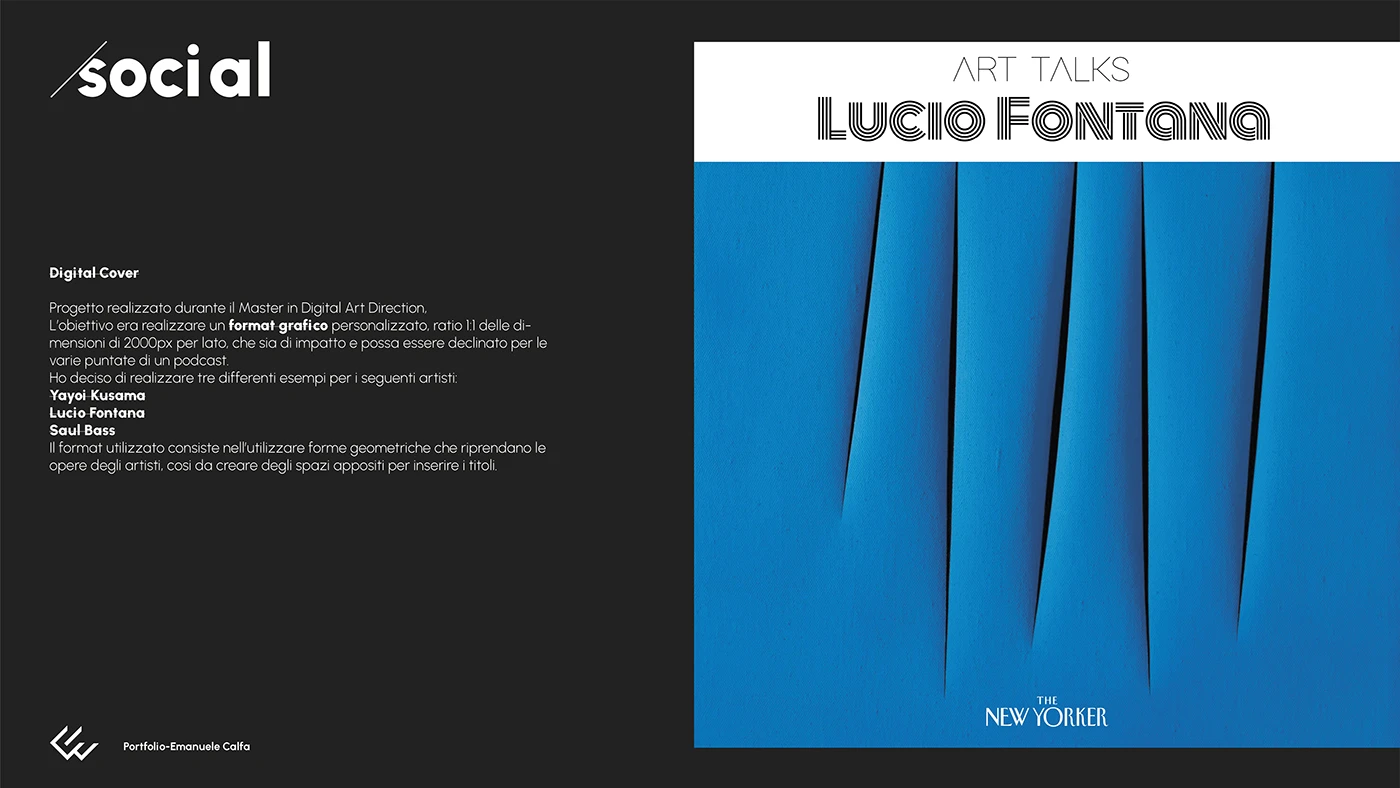 social
Digital Cover
Progetto realizzato durante il Master in Digital Art Direction,
L'obiettivo era realizzare un format grafico personalizzato, ratio 1:1 delle di-
mensioni di 2000px per lato, che sia di impatto e possa essere declinato per le
varie puntate di un podcast.
Ho deciso di realizzare tre differenti esempi per i seguenti artisti:
Yayoi Kusama
Lucio Fontana
Saul Bass
Il format utilizzato consiste nell'utilizzare forme geometriche che riprendano le
opere degli artisti, cosi da creare degli spazi appositi per inserire i titoli.
Portfolio-Emanuele Calfa
ART TALKS
LUCIO FONTANA
THE
NEW YORKER